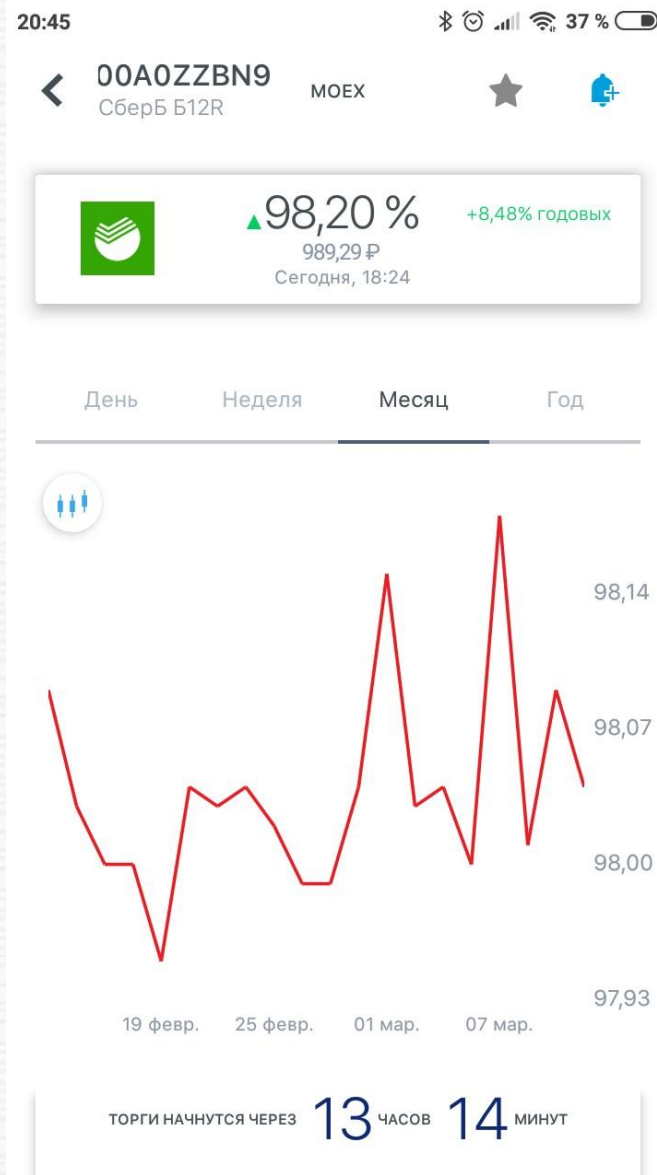 20:45 37 %
00A0ZZBN9 MOEX
СберБ Б12R
98,20 % +8,48% годовых
989,29 ₽
Сегодня, 18:24
День Неделя Месяц Год
98,14
98,07
98,00
97,93
19 февр. 25 февр. 01 мар. 07 мар.
ТОРГИ НАЧНУТСЯ ЧЕРЕЗ 13 ЧАСОВ 14 МИНУТ